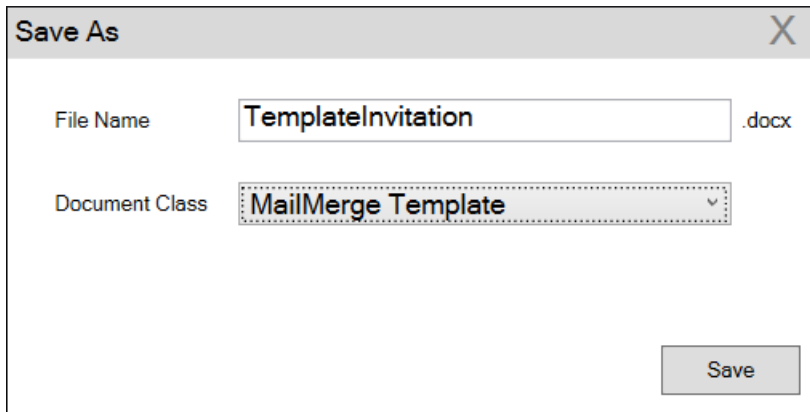 Save As X
File Name TemplateInvitation .docx
Document Class MailMerge Template
Save